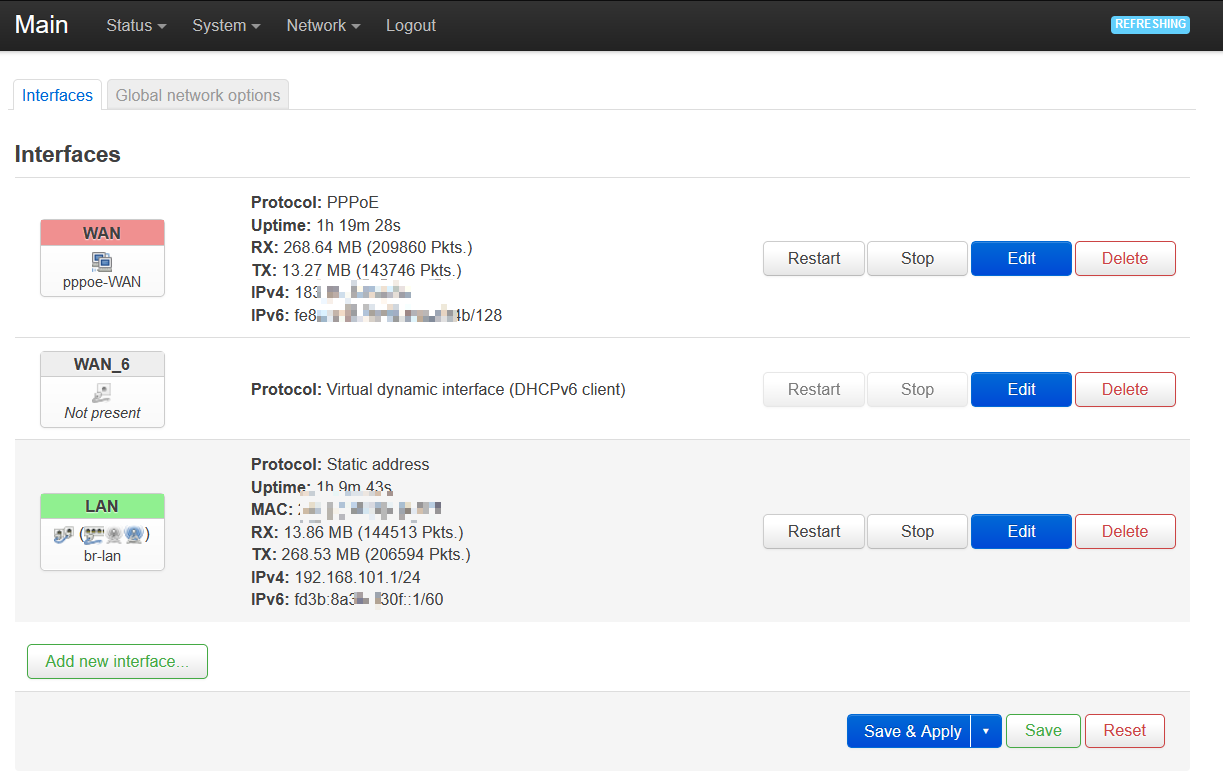 Main Status System Network Logout REFRESHING
Interfaces Global network options
Interfaces
WAN
pppoe-WAN
Protocol: PPPoE
Uptime: 1h 19m 28s
RX: 268.64 MB (209860 Pkts.)
TX: 13.27 MB (143746 Pkts.)
IPv4: 183
IPv6: fe8 4b/128
Restart Stop Edit Delete
WAN_6
Not present
Protocol: Virtual dynamic interface (DHCPv6 client)
Restart Stop Edit Delete
LAN
( )
br-lan
Protocol: Static address
Uptime: 1h 9m 43s
MAC:
RX: 13.86 MB (144513 Pkts.)
TX: 268.53 MB (206594 Pkts.)
IPv4: 192.168.101.1/24
IPv6: fd3b:8a3 30f::1/60
Restart Stop Edit Delete
Add new interface...
Save & Apply Save Reset